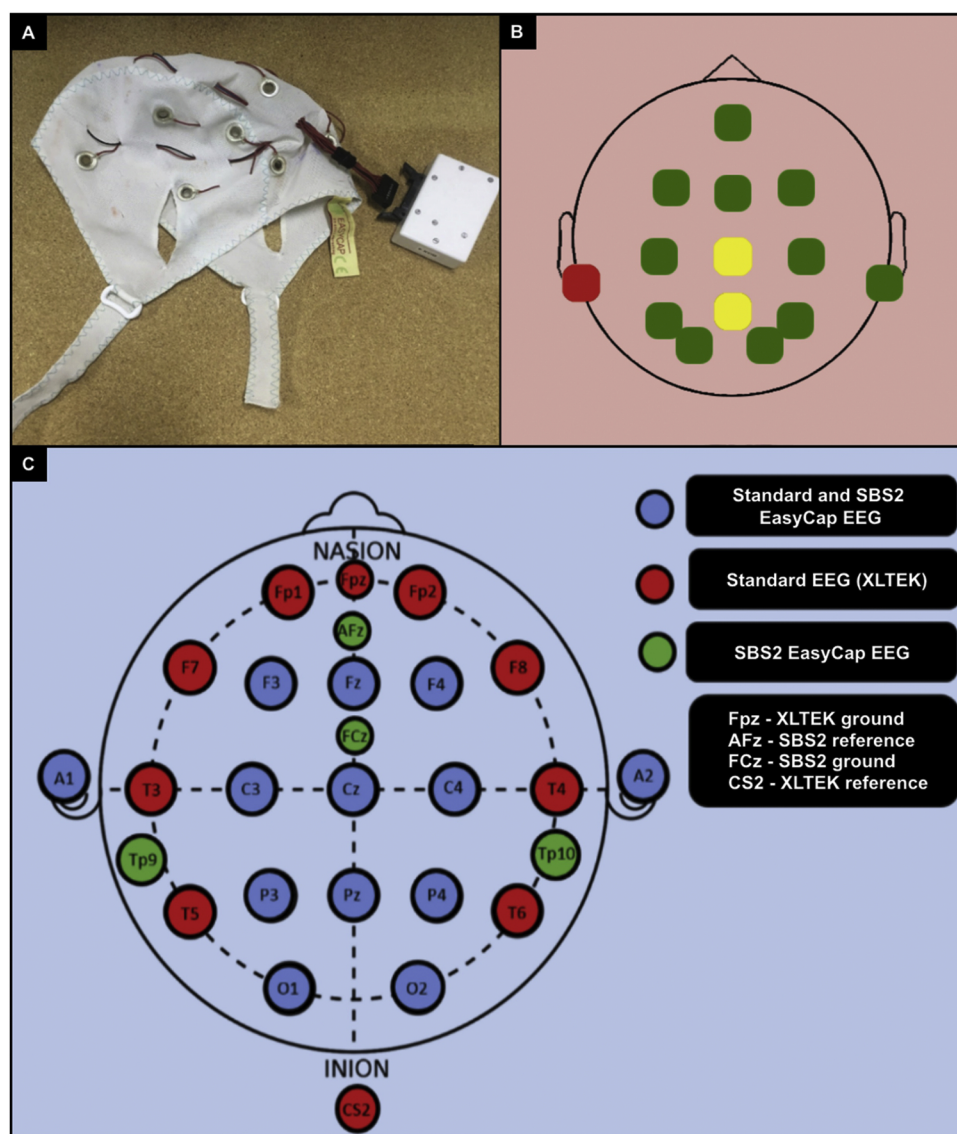 A
EASYCAP
CE
B
C
NASION
Fpz
Fp1
Fp2
AFz
F7
F3
Fz
F4
F8
FCz
A1
T3
C3
Cz
C4
T4
A2
Tp9
Tp10
T5
P3
Pz
P4
T6
O1
O2
INION
CS2
Standard and SBS2
EasyCap EEG
Standard EEG (XLTEK)
SBS2 EasyCap EEG
Fpz - XLTEK ground
AFz - SBS2 reference
FCz - SBS2 ground
CS2 - XLTEK reference